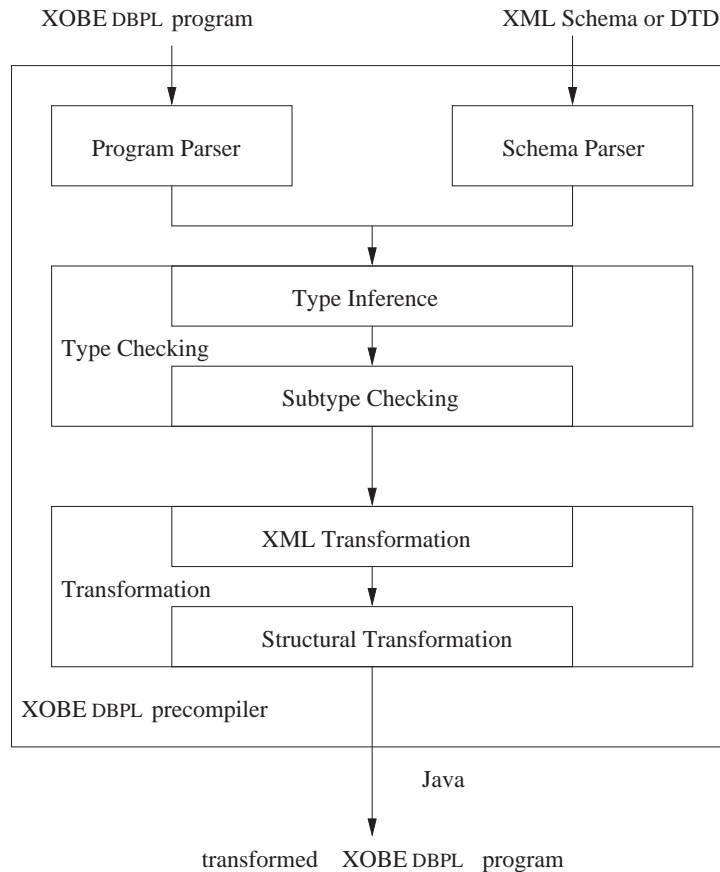 XOBE DBPL program
XML Schema or DTD
Program Parser
Schema Parser
Type Inference
Type Checking
Subtype Checking
XML Transformation
Transformation
Structural Transformation
XOBE DBPL precompiler
Java
transformed XOBE DBPL program